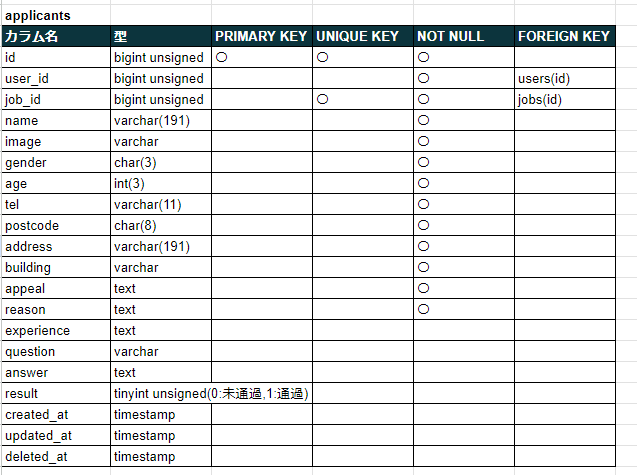 applicants
カラム名 型 PRIMARY KEY UNIQUE KEY NOT NULL FOREIGN KEY
id bigint unsigned 〇 〇 〇
user_id bigint unsigned 〇 users(id)
job_id bigint unsigned 〇 〇 jobs(id)
name varchar(191) 〇
image varchar 〇
gender char(3) 〇
age int(3) 〇
tel varchar(11) 〇
postcode char(8) 〇
address varchar(191) 〇
building varchar 〇
appeal text 〇
reason text 〇
experience text
question varchar
answer text
result tinyint unsigned(0:未通過,1:通過)
created_at timestamp
updated_at timestamp
deleted_at timestamp